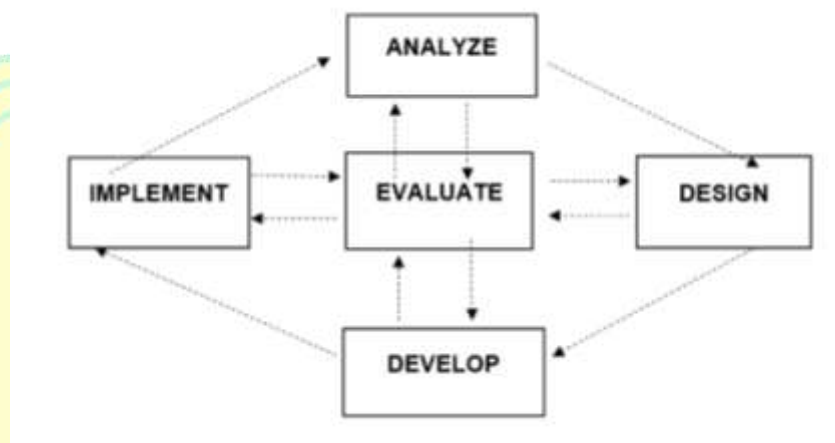 ANALYZE
IMPLEMENT
EVALUATE
DESIGN
DEVELOP